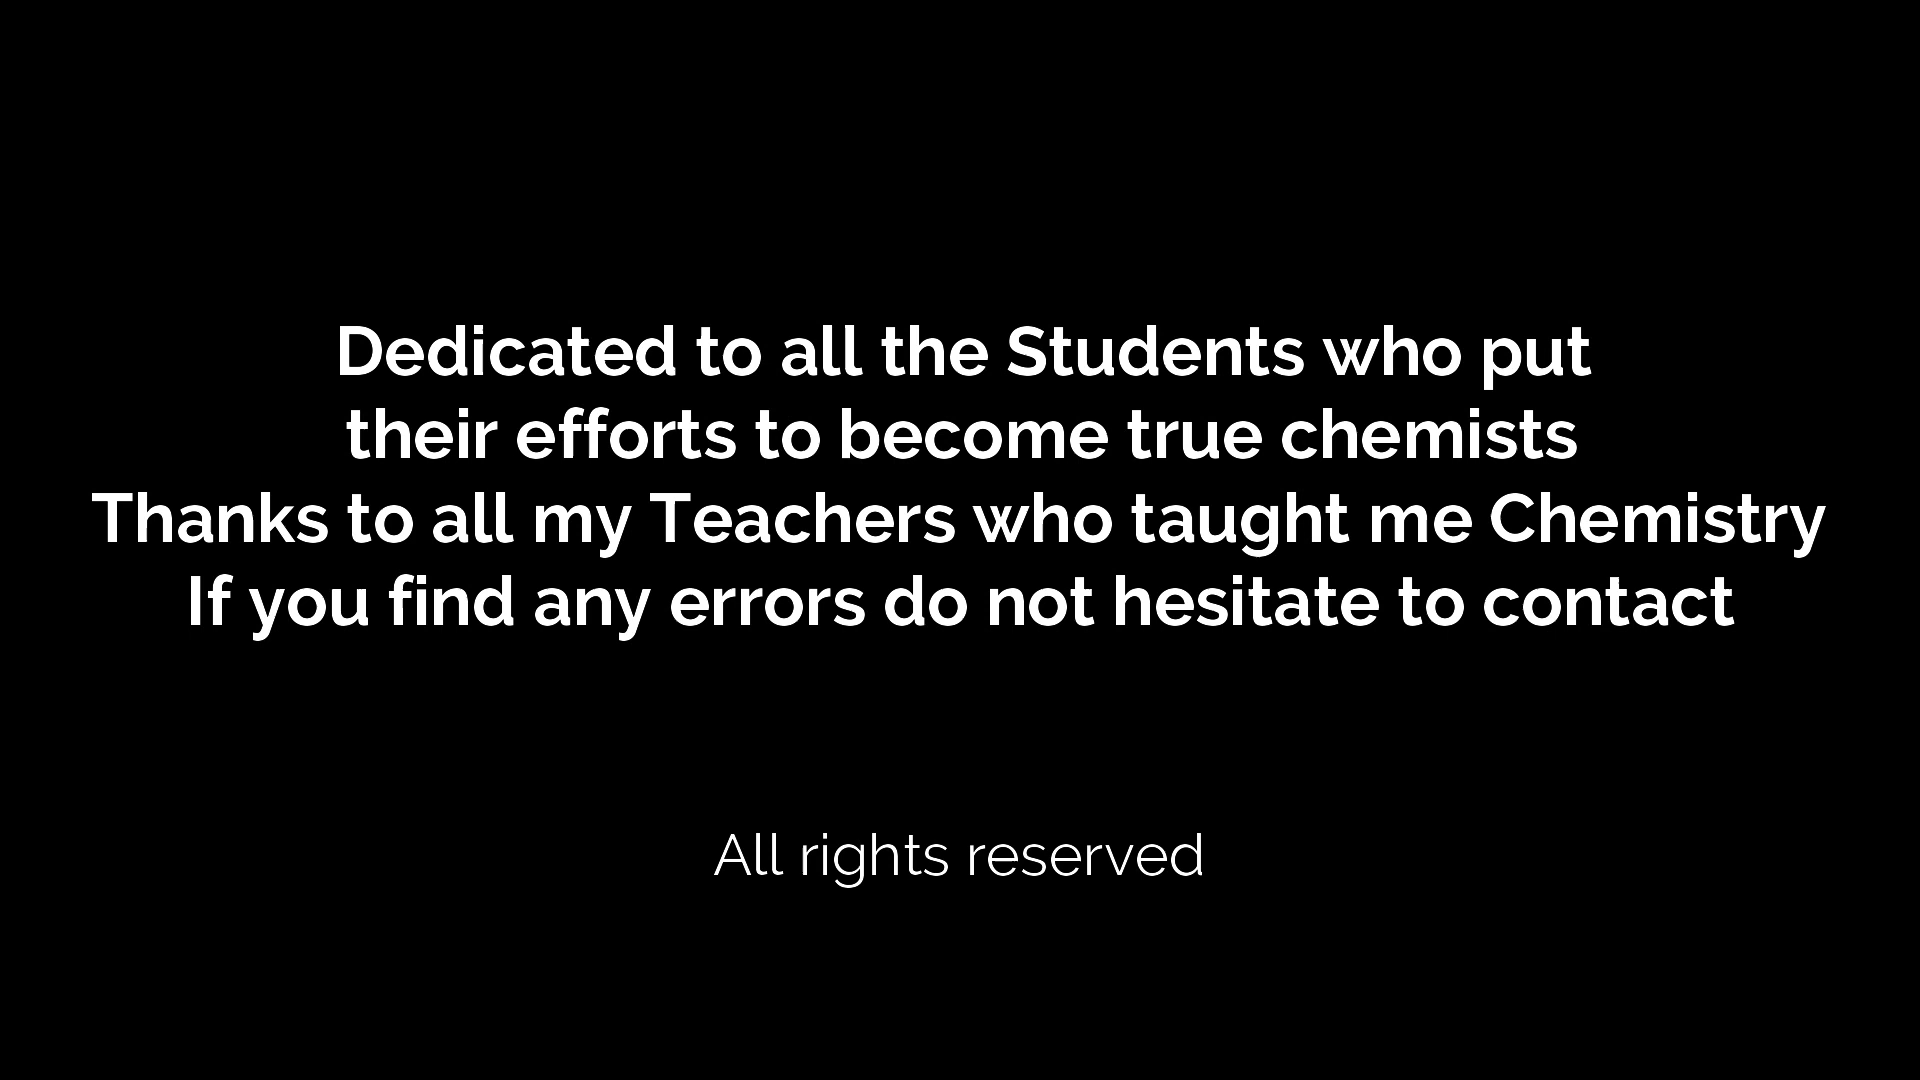 Dedicated to all the Students who put
their efforts to become true chemists
Thanks to all my Teachers who taught me Chemistry
If you find any errors do not hesitate to contact
All rights reserved